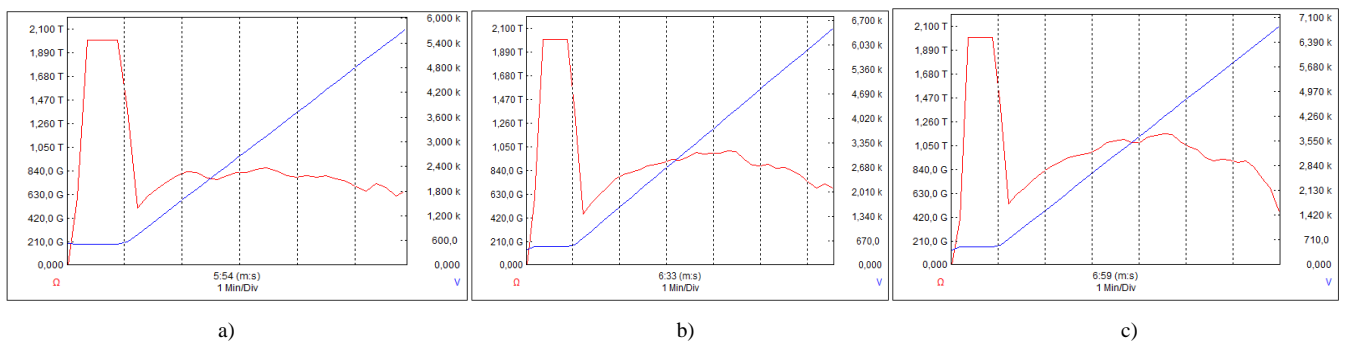 2,100 T
1,890 T
1,680 T
1,470 T
1,260 T
1,050 T
840,0 G
630,0 G
420,0 G
210,0 G
0,000
6,000 k
5,400 k
4,800 k
4,200 k
3,600 k
3,000 k
2,400 k
1,800 k
1,200 k
600,0
0,000
Ω
5:54 (m:s)
1 Min/Div
V
2,100 T
1,890 T
1,680 T
1,470 T
1,260 T
1,050 T
840,0 G
630,0 G
420,0 G
210,0 G
0,000
6,700 k
6,030 k
5,360 k
4,690 k
4,020 k
3,350 k
2,680 k
2,010 k
1,340 k
670,0
0,000
Ω
6:33 (m:s)
1 Min/Div
V
2,100 T
1,890 T
1,680 T
1,470 T
1,260 T
1,050 T
840,0 G
630,0 G
420,0 G
210,0 G
0,000
7,100 k
6,390 k
5,680 k
4,970 k
4,260 k
3,550 k
2,840 k
2,130 k
1,420 k
710,0
0,000
Ω
6:59 (m:s)
1 Min/Div
V
a)
b)
c)